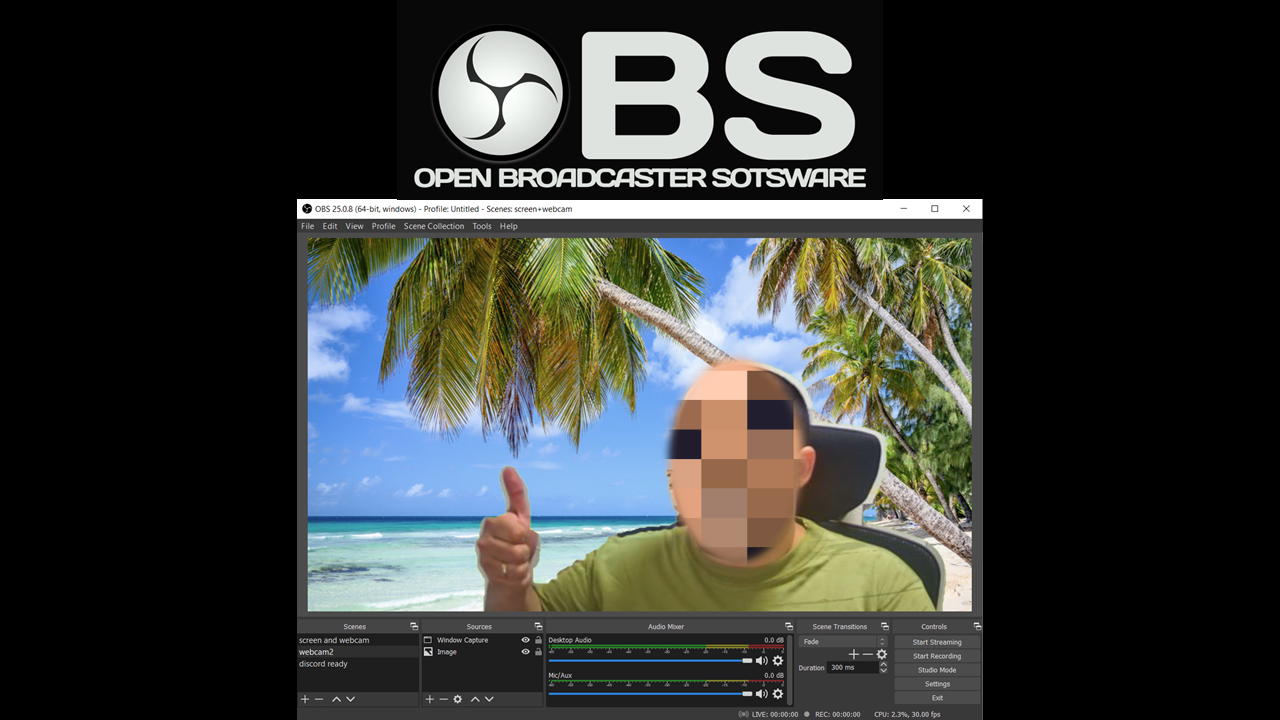 OBS
OPEN BROADCASTER SOTSWARE
OBS 25.0.8 (64-bit, windows) - Profile: Untitled - Scenes: screen+webcam
File Edit View Profile Scene Collection Tools Help
Scenes
screen and webcam
webcam2
discord ready
Sources
Window Capture
Image
Audio Mixer
Desktop Audio 0.0 dB
Mic/Aux 0.0 dB
Scene Transitions
Fade
Duration 300 ms
Controls
Start Streaming
Start Recording
Studio Mode
Settings
Exit
LIVE: 00:00:00 REC: 00:00:00 CPU: 2.3%, 30.00 fps